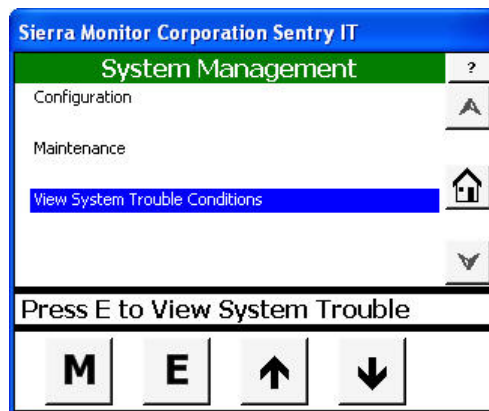 Sierra Monitor Corporation Sentry IT
System Management
?
Configuration
Maintenance
View System Trouble Conditions
Press E to View System Trouble
M E